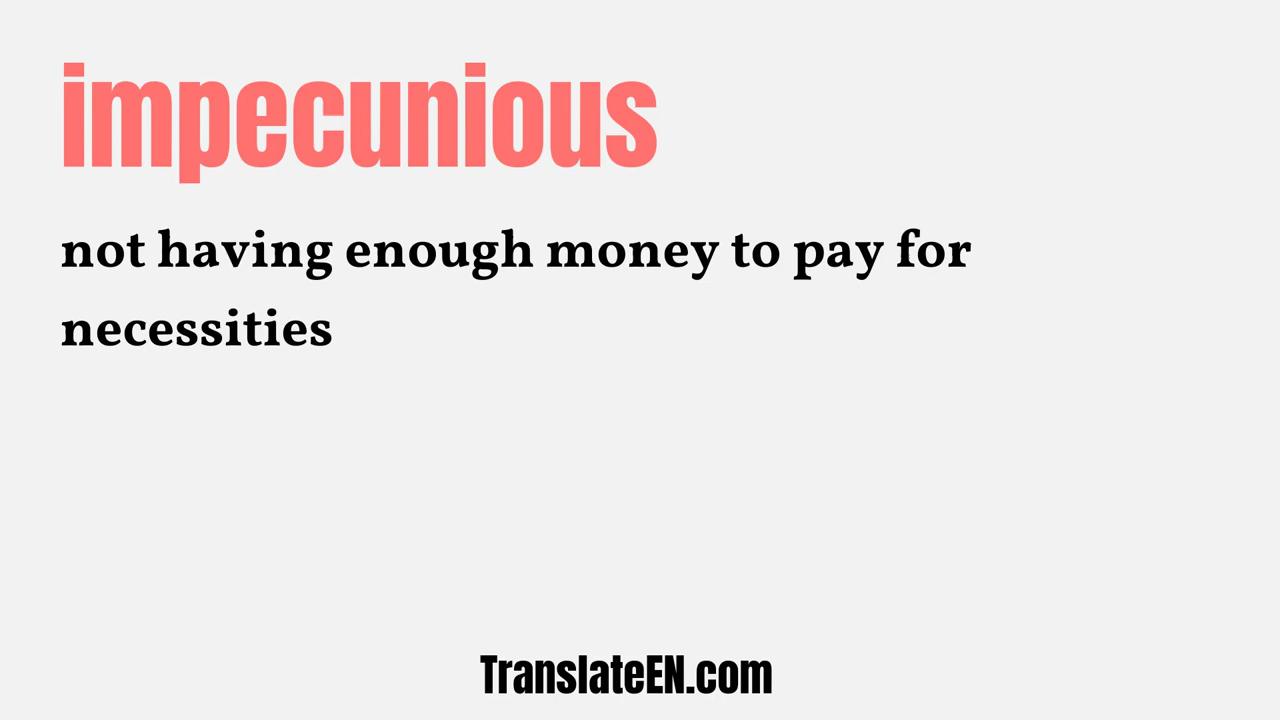 impecunious
not having enough money to pay for
necessities
TranslateEN.com